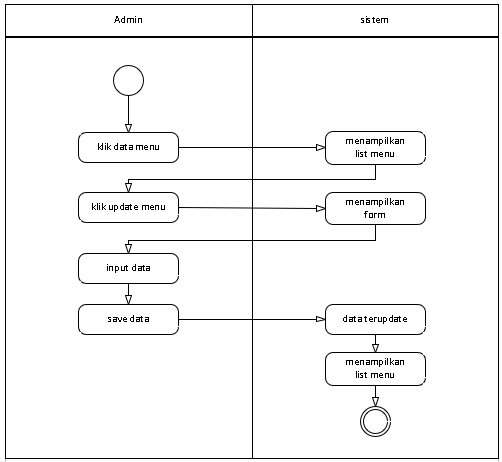 Admin
sistem
klik data menu
menampilkan
list menu
klik update menu
menampilkan
form
input data
save data
data terupdate
menampilkan
list menu